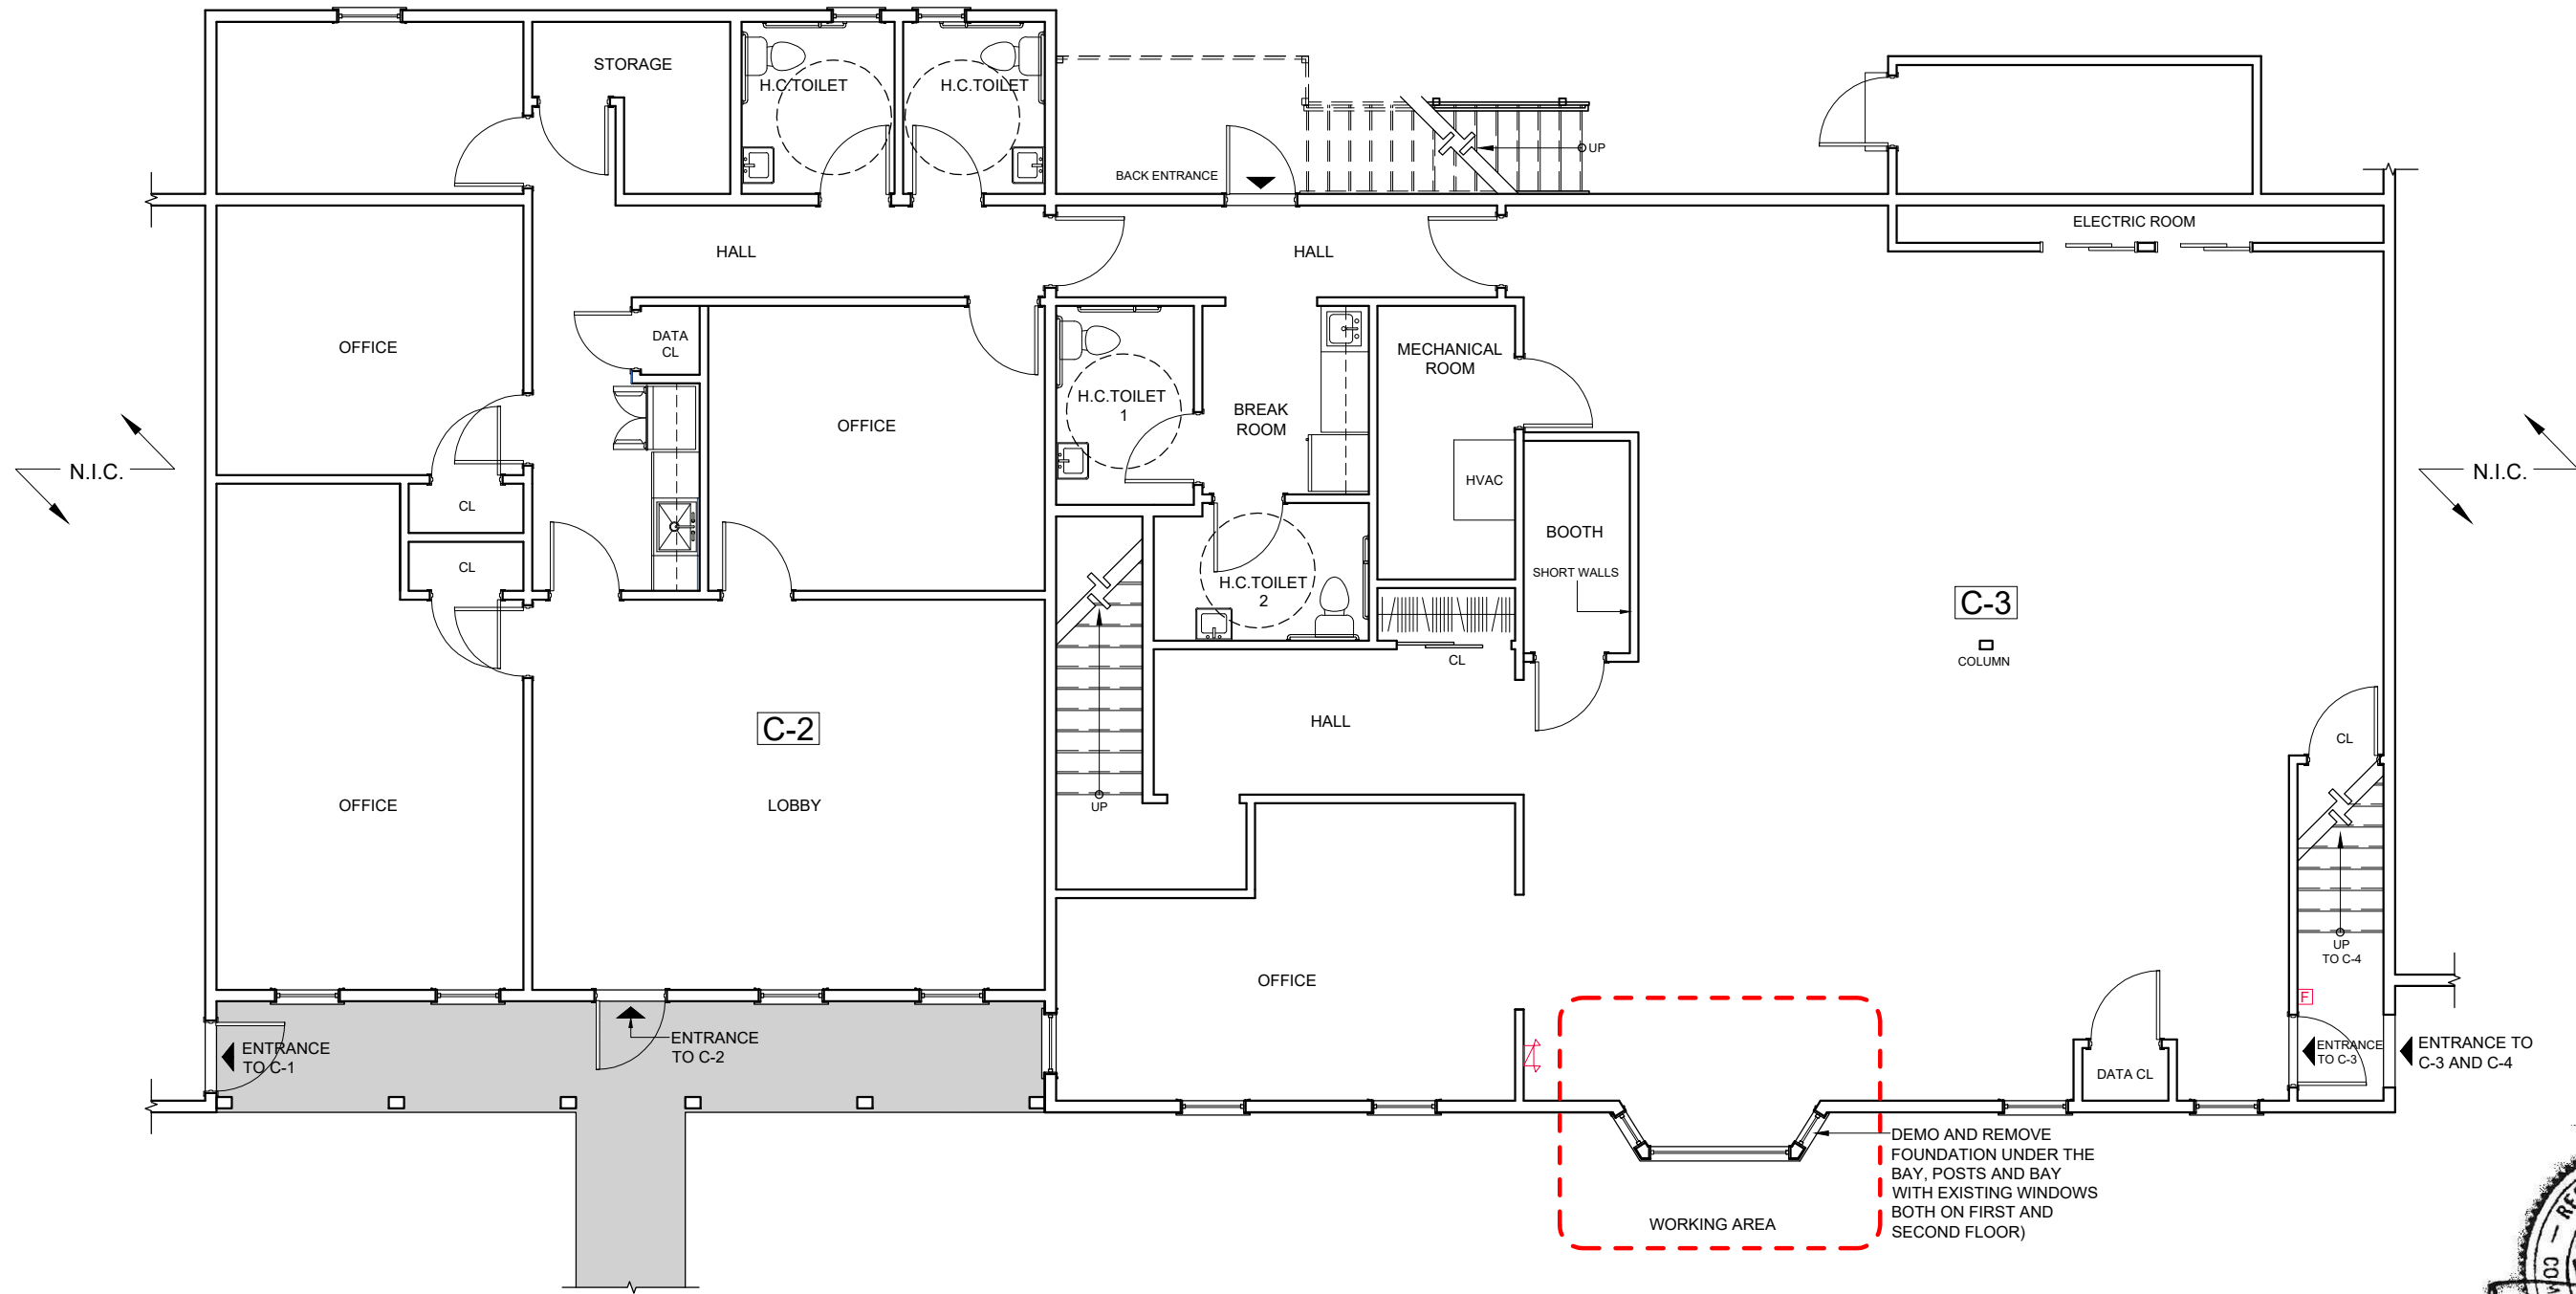 STORAGE
H.C.TOILET
H.C.TOILET
UP
BACK ENTRANCE
ELECTRIC ROOM
HALL
HALL
OFFICE
DATA
CL
MECHANICAL
ROOM
H.C.TOILET
1
BREAK
ROOM
OFFICE
N.I.C.
N.I.C.
HVAC
CL
BOOTH
CL
SHORT WALLS
H.C.TOILET
2
C-3
COLUMN
CL
C-2
HALL
CL
OFFICE
LOBBY
UP
UP
TO C-4
OFFICE
F
ENTRANCE
TO C-1
ENTRANCE
TO C-2
ENTRANCE
TO C-3
ENTRANCE TO
C-3 AND C-4
DATA CL
DEMO AND REMOVE
FOUNDATION UNDER THE
BAY, POSTS AND BAY
WITH EXISTING WINDOWS
BOTH ON FIRST AND
SECOND FLOOR)
WORKING AREA